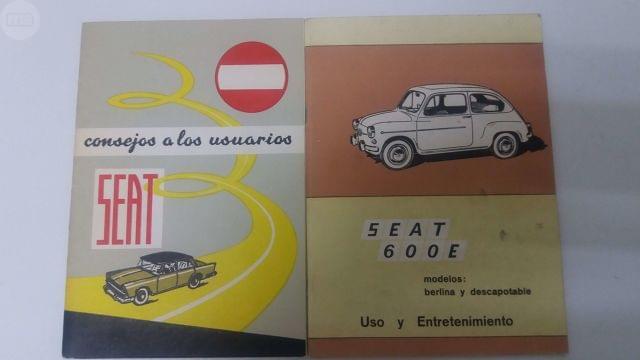 consejos a los usuarios
SEAT
SEAT
600E
modelos:
berlina y descapotable
Uso y Entretenimiento